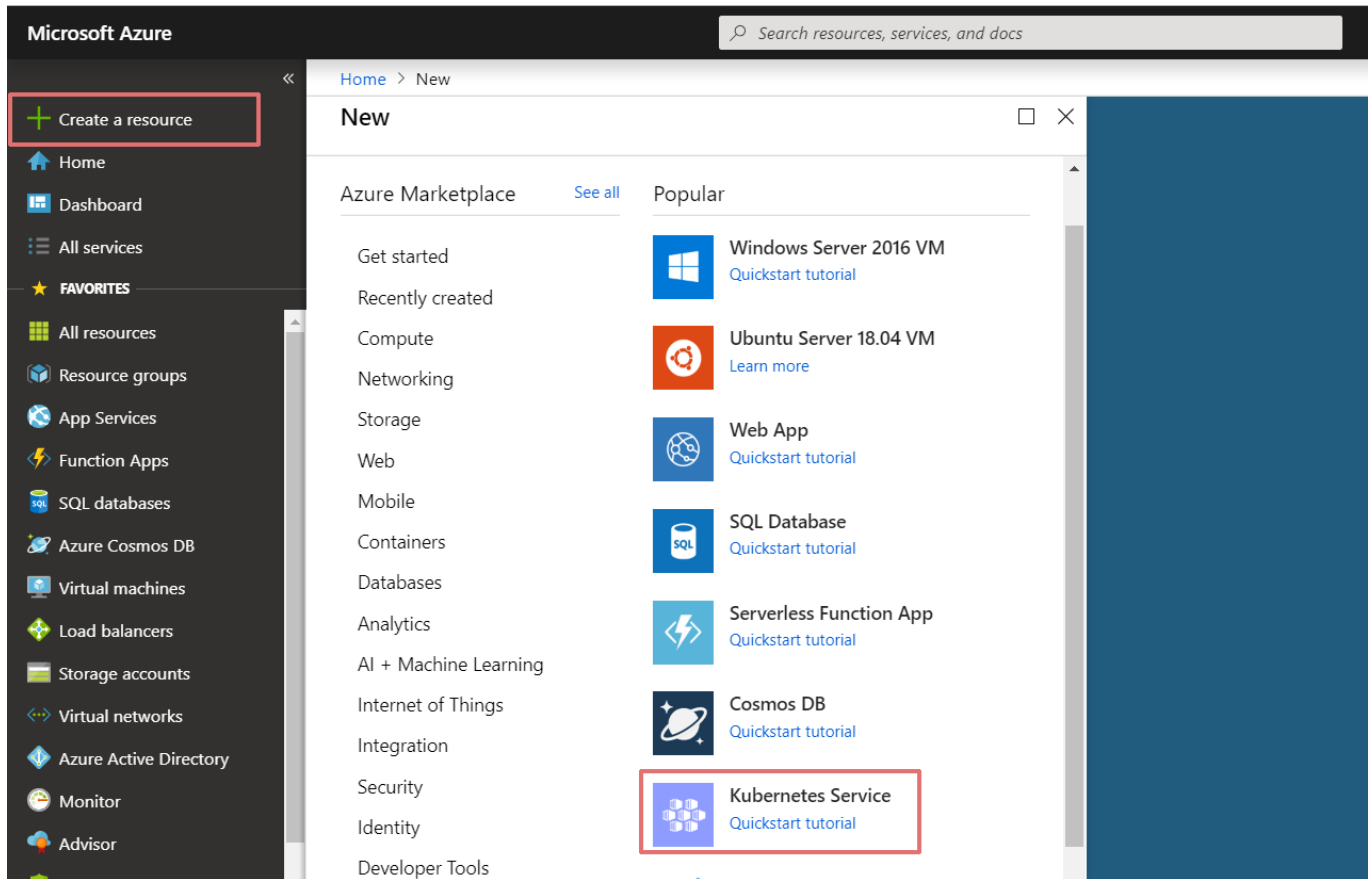 Microsoft Azure
Search resources, services, and docs
Home > New
Create a resource
Home
Dashboard
All services
FAVORITES
All resources
Resource groups
App Services
Function Apps
SQL databases
Azure Cosmos DB
Virtual machines
Load balancers
Storage accounts
Virtual networks
Azure Active Directory
Monitor
Advisor
New
Azure Marketplace See all
Get started
Recently created
Compute
Networking
Storage
Web
Mobile
Containers
Databases
Analytics
AI + Machine Learning
Internet of Things
Integration
Security
Identity
Developer Tools
Popular
Windows Server 2016 VM
Quickstart tutorial
Ubuntu Server 18.04 VM
Learn more
Web App
Quickstart tutorial
SQL
SQL Database
Quickstart tutorial
Serverless Function App
Quickstart tutorial
Cosmos DB
Quickstart tutorial
Kubernetes Service
Quickstart tutorial